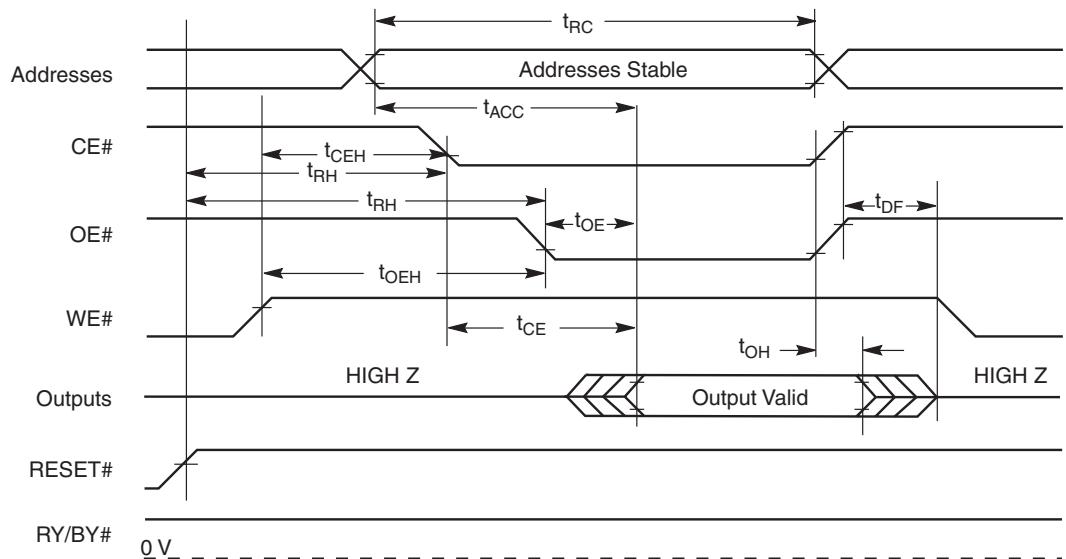 tRC
Addresses
Addresses Stable
tACC
CE#
tCEH
tRH
tRH
OE#
tOE
tDF
tOEH
WE#
tCE
tOH
HIGH Z
HIGH Z
Outputs
Output Valid
RESET#
RY/BY#
0 V